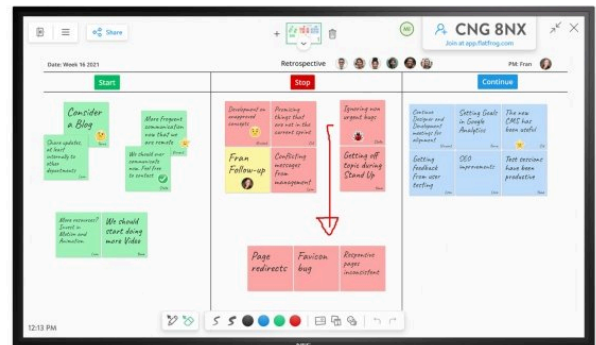 Share
CNG 8NX
Join at app.flatfrog.com
Date: Week 16 2021
Retrospective
PM: Fran
Start
Stop
Continue
Consider
a Blog
Share updates,
at least
internally to
other
departments
More frequent
communication
now that we
are remote
We should over
communicate
now. Feel free
to contact
More resources?
Invest in
Motion and
Animation.
We should
start doing
more Video
Development on
unapproved
concepts
Promising
things that
are not in the
current sprint
Fran
Follow-up
Conflicting
messages
from
management
Ignoring non
urgent bugs
Getting off
topic during
Stand Up
Page
redirects
Favicon
bug
Responsive
pages
inconsistent
Continue
Designer and
Development
meetings for
alignment
Setting Goals
in Google
Analytics
The new
CMS has
been useful
Getting
feedback
from user
testing
SEO
improvements
Test sessions
have been
productive
12:13 PM